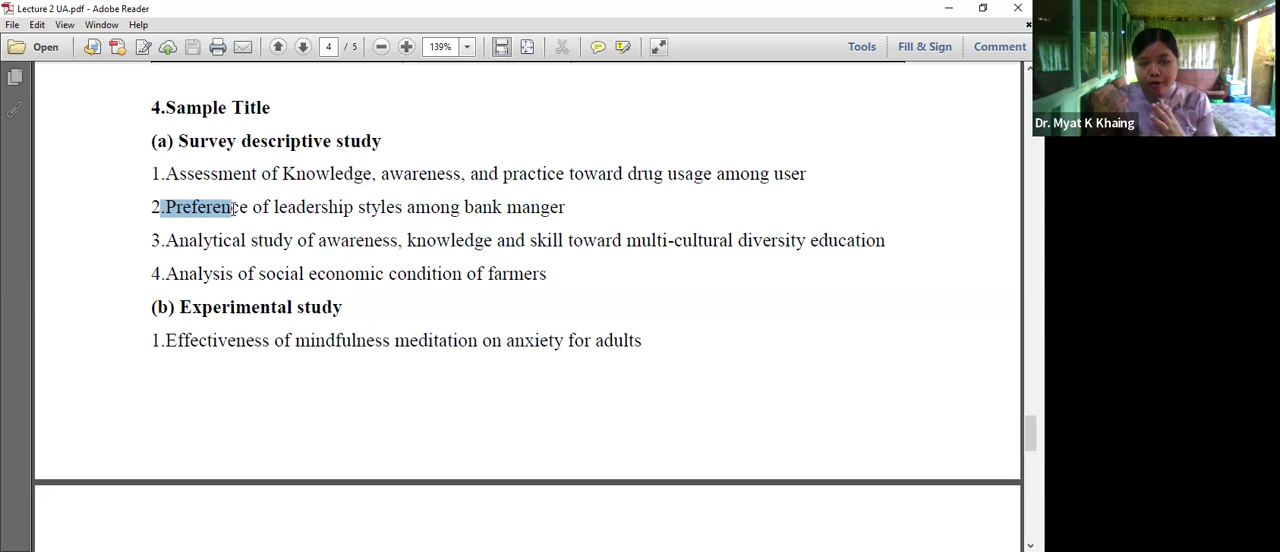 Lecture 2 UA.pdf - Adobe Reader
File Edit View Window Help
Open 4 / 5 139% Tools Fill & Sign Comment
4.Sample Title
(a) Survey descriptive study
1.Assessment of Knowledge, awareness, and practice toward drug usage among user
2.Preference of leadership styles among bank manger
3.Analytical study of awareness, knowledge and skill toward multi-cultural diversity education
4.Analysis of social economic condition of farmers
(b) Experimental study
1.Effectiveness of mindfulness meditation on anxiety for adults
Dr. Myat K Khaing